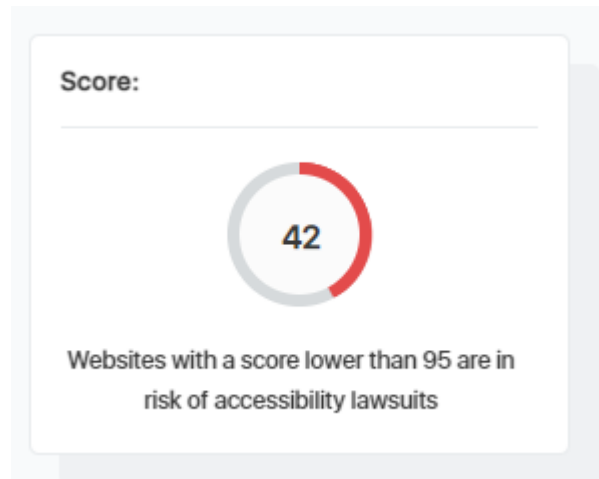 Score:
42
Websites with a score lower than 95 are in
risk of accessibility lawsuits